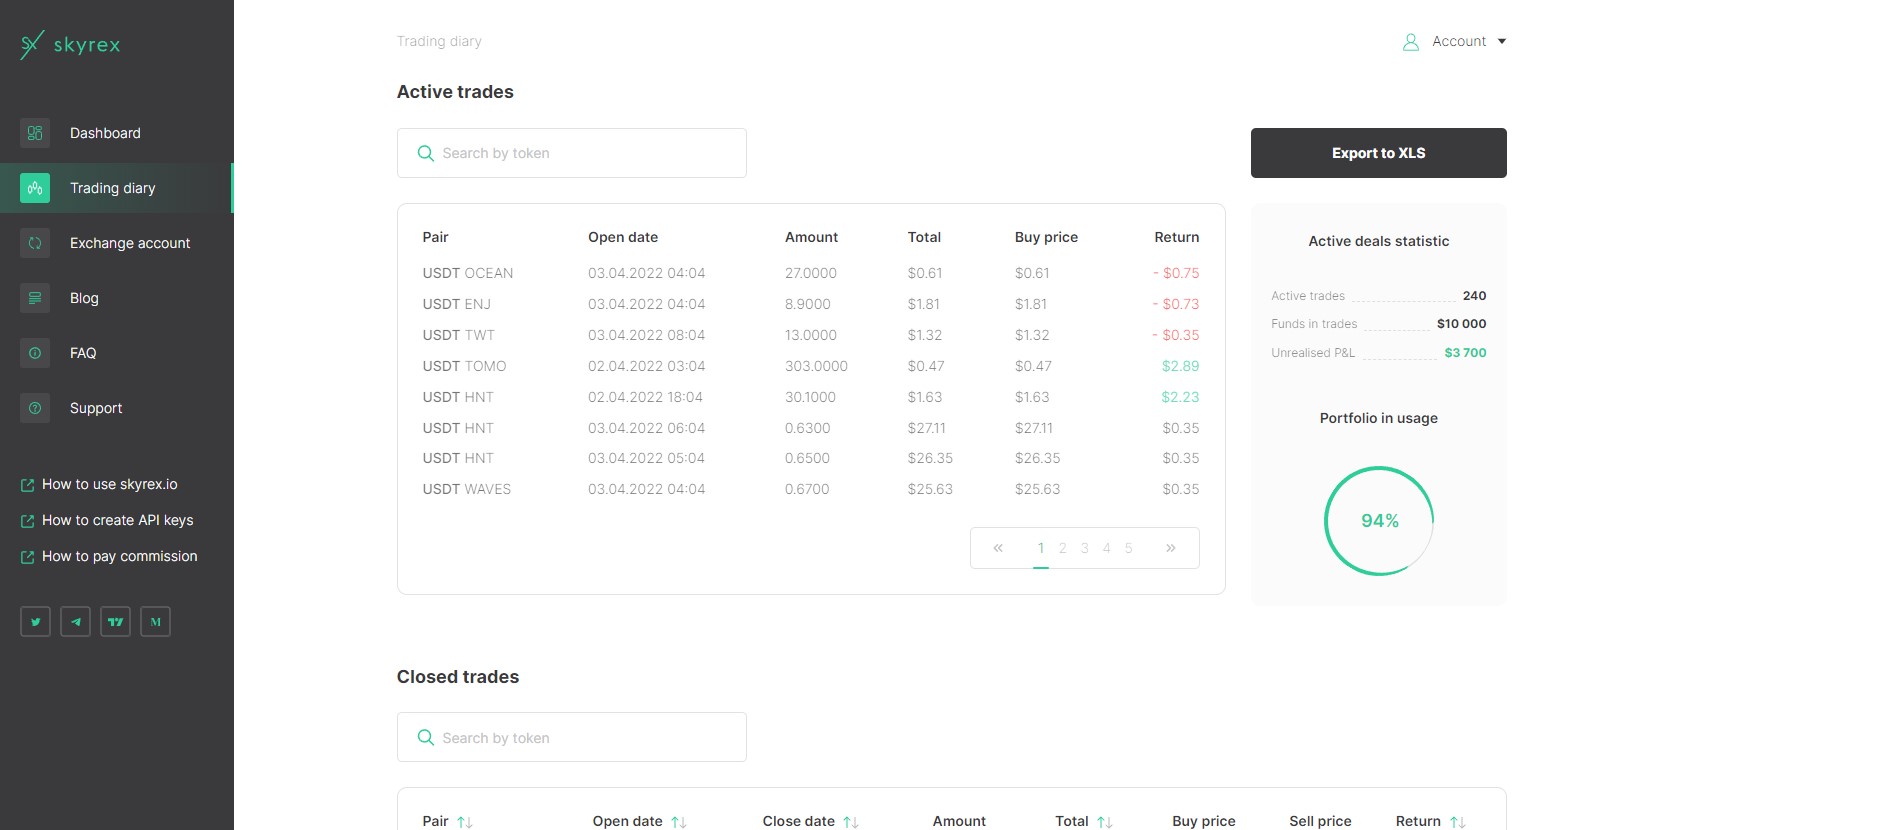 skyrex
Dashboard
Trading diary
Exchange account
Blog
FAQ
Support
How to use skyrex.io
How to create API keys
How to pay commission
Trading diary
Account
Active trades
Search by token
Export to XLS
Pair Open date Amount Total Buy price Return
USDT OCEAN 03.04.2022 04:04 27.0000 $0.61 $0.61 - $0.75
USDT ENJ 03.04.2022 04:04 8.9000 $1.81 $1.81 - $0.73
USDT TWT 03.04.2022 08:04 13.0000 $1.32 $1.32 - $0.35
USDT TOMO 02.04.2022 03:04 303.0000 $0.47 $0.47 $2.89
USDT HNT 02.04.2022 18:04 30.1000 $1.63 $1.63 $2.23
USDT HNT 03.04.2022 06:04 0.6300 $27.11 $27.11 $0.35
USDT HNT 03.04.2022 05:04 0.6500 $26.35 $26.35 $0.35
USDT WAVES 03.04.2022 04:04 0.6700 $25.63 $25.63 $0.35
« 1 2 3 4 5 »
Active deals statistic
Active trades 240
Funds in trades $10 000
Unrealised P&L $3 700
Portfolio in usage
94%
Closed trades
Search by token
Pair Open date Close date Amount Total Buy price Sell price Return